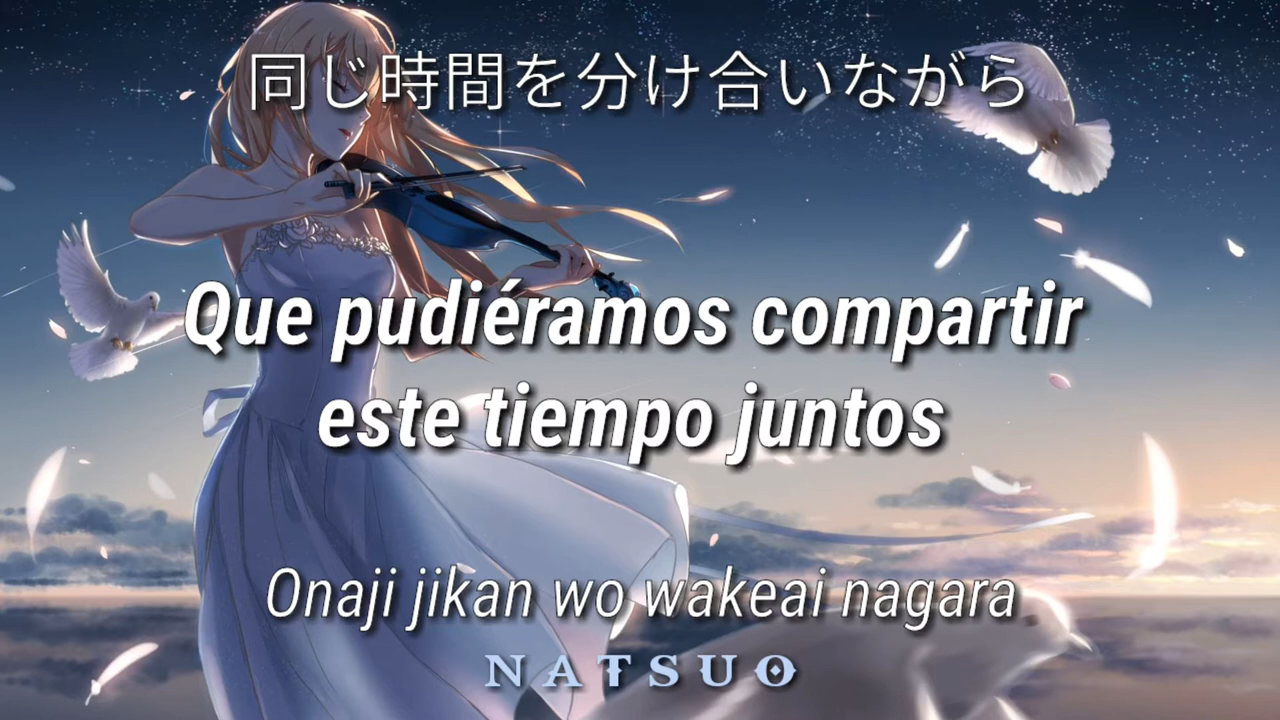 同じ時間を分け合いながら
Que pudiéramos compartir
este tiempo juntos
Onaji jikan wo wakeai nagara
NATSUO